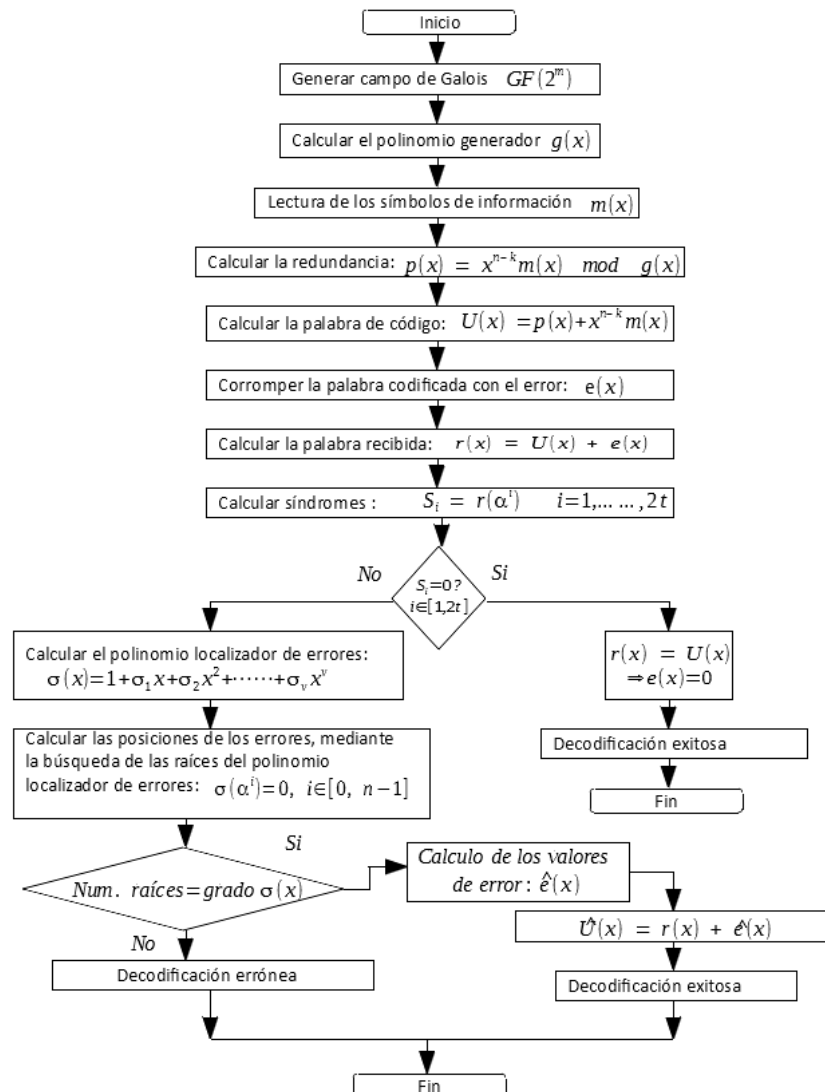 Inicio
Generar campo de Galois GF(2^m)
Calcular el polinomio generador g(x)
Lectura de los símbolos de información m(x)
Calcular la redundancia: p(x) = x^{n-k} m(x) mod g(x)
Calcular la palabra de código: U(x) = p(x) + x^{n-k} m(x)
Corromper la palabra codificada con el error: e(x)
Calcular la palabra recibida: r(x) = U(x) + e(x)
Calcular síndromes : S_i = r(α^i) i=1,... ...,2t
No
Si
S_i=0?
i∈[1,2t]
Calcular el polinomio localizador de errores:
σ(x)=1+σ_1x+σ_2x^2+······+σ_vx^v
r(x) = U(x)
⇒e(x)=0
Calcular las posiciones de los errores, mediante
la búsqueda de las raíces del polinomio
localizador de errores: σ(α^i)=0, i∈[0, n−1]
Decodificación exitosa
Fin
Si
Num. raíces=grado σ(x)
Calculo de los valores
de error: ê(x)
No
Û(x) = r(x) + ê(x)
Decodificación errónea
Decodificación exitosa
Fin